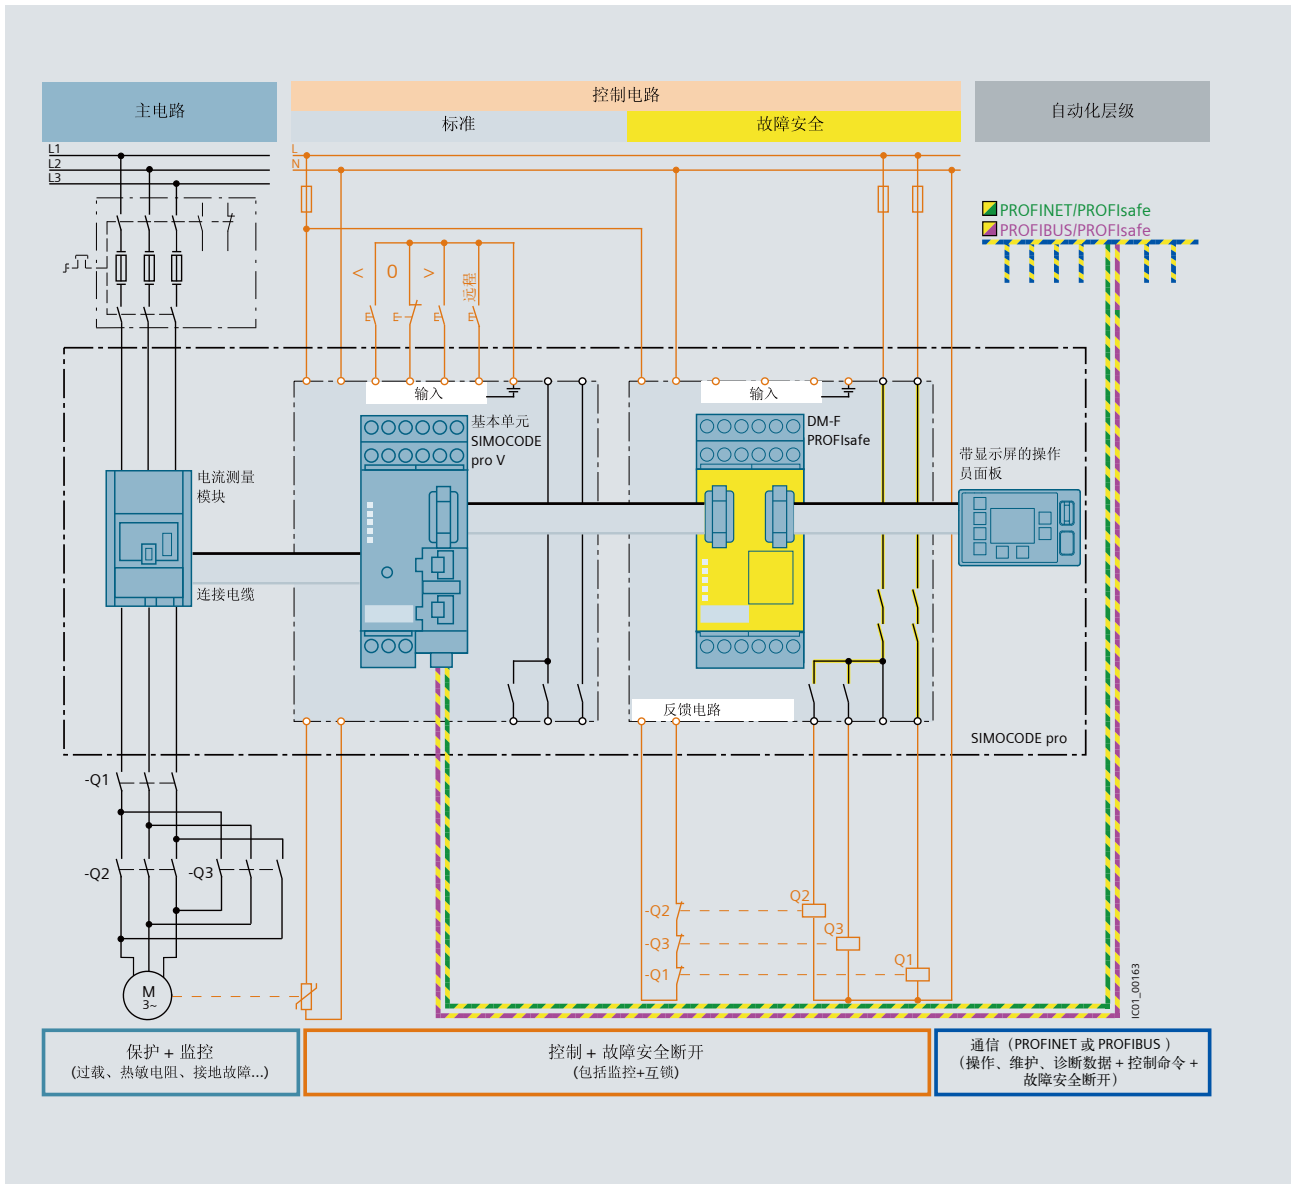 主电路
控制电路
标准
故障安全
自动化层级
L1
L2
L3
L
N
PROFINET/PROFIsafe
PROFIBUS/PROFIsafe
< 0 >
远程
输入
输入
基本单元
SIMOCODE
pro V
DM-F
PROFIsafe
带显示屏的操作
员面板
电流测量
模块
连接电缆
反馈电路
SIMOCODE pro
-Q1
-Q2
-Q3
Q2
-Q2
Q3
-Q3
Q1
-Q1
M
3~
IC01_00163
保护 + 监控
(过载、热敏电阻、接地故障...)
控制 + 故障安全断开
(包括监控+互锁)
通信（PROFINET 或 PROFIBUS ）
（操作、维护、诊断数据 + 控制命令 +
故障安全断开）